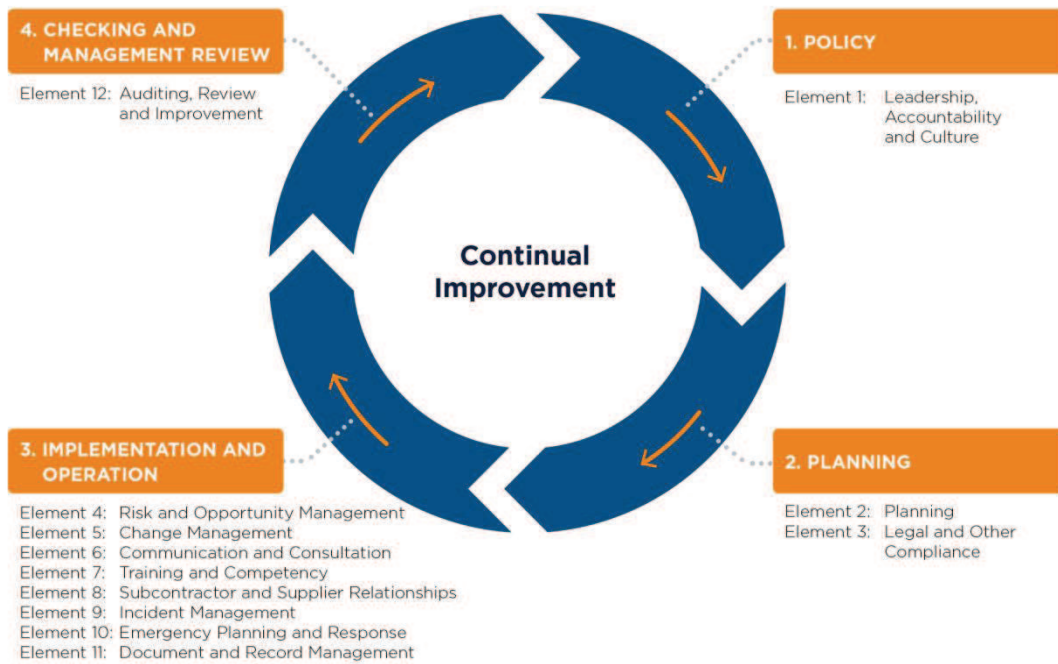 4. CHECKING AND
MANAGEMENT REVIEW
Element 12: Auditing, Review
and Improvement
1. POLICY
Element 1: Leadership,
Accountability
and Culture
Continual
Improvement
3. IMPLEMENTATION AND
OPERATION
Element 4: Risk and Opportunity Management
Element 5: Change Management
Element 6: Communication and Consultation
Element 7: Training and Competency
Element 8: Subcontractor and Supplier Relationships
Element 9: Incident Management
Element 10: Emergency Planning and Response
Element 11: Document and Record Management
2. PLANNING
Element 2: Planning
Element 3: Legal and Other
Compliance